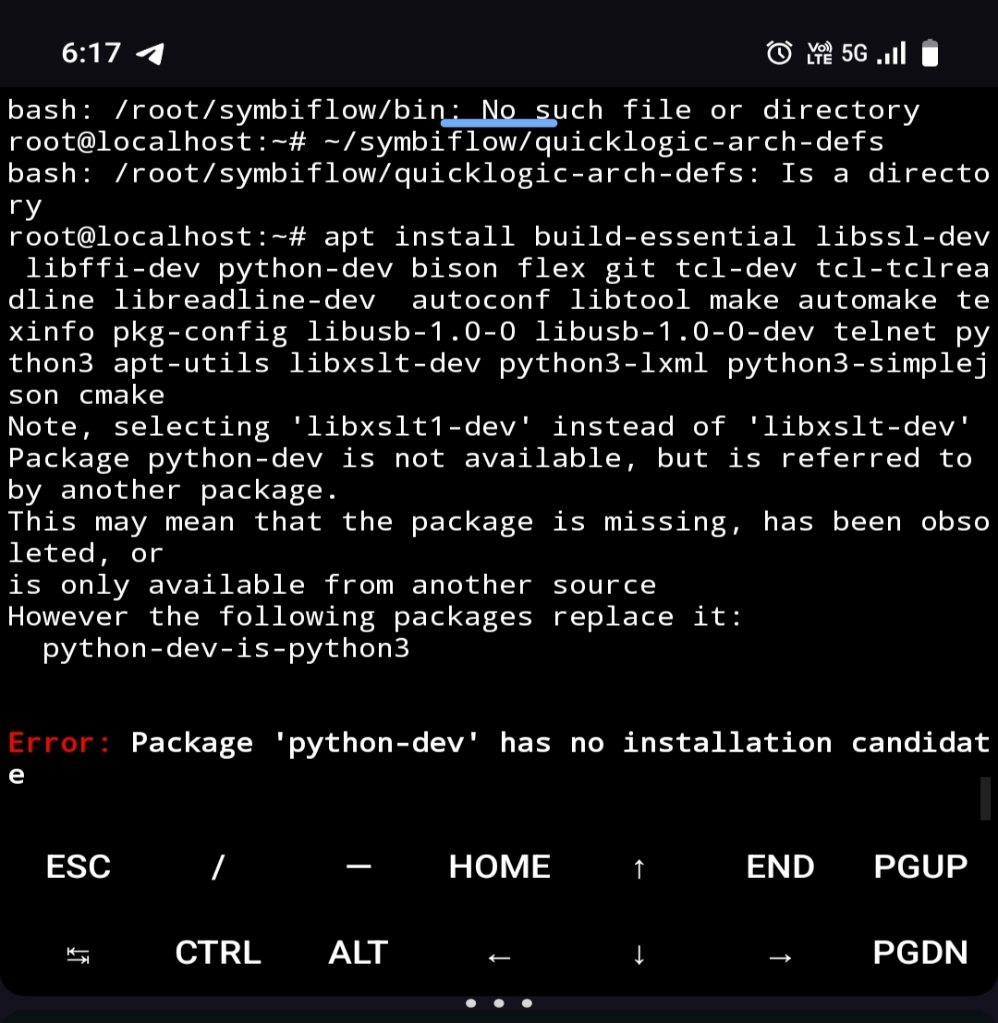 6:17 Vo)) LTE 5G
bash: /root/symbiflow/bin: No such file or directory
root@localhost:~# ~/symbiflow/quicklogic-arch-defs
bash: /root/symbiflow/quicklogic-arch-defs: Is a directo
ry
root@localhost:~# apt install build-essential libssl-dev
 libffi-dev python-dev bison flex git tcl-dev tcl-tclrea
dline libreadline-dev  autoconf libtool make automake te
xinfo pkg-config libusb-1.0-0 libusb-1.0-0-dev telnet py
thon3 apt-utils libxslt-dev python3-lxml python3-simplej
son cmake
Note, selecting 'libxslt1-dev' instead of 'libxslt-dev'
Package python-dev is not available, but is referred to
by another package.
This may mean that the package is missing, has been obso
leted, or
is only available from another source
However the following packages replace it:
  python-dev-is-python3
Error: Package 'python-dev' has no installation candidat
e
ESC / — HOME ↑ END PGUP
↹ CTRL ALT ← ↓ → PGDN